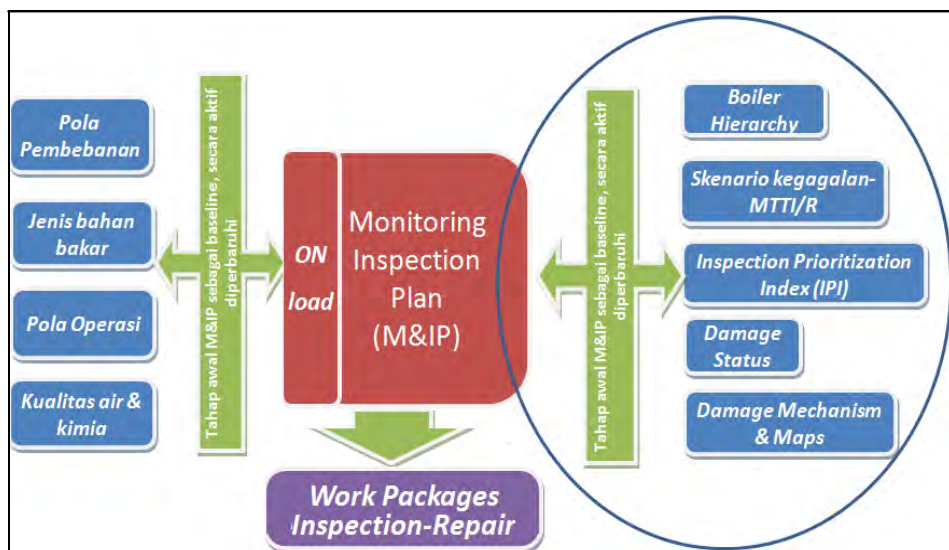 Pola
Pembebanan
Jenis bahan
bakar
Pola Operasi
Kualitas air &
kimia
Tahap awal M&IP sebagai baseline, secara aktif
diperbaruhi
ON
load
Monitoring
Inspection
Plan
(M&IP)
Work Packages
Inspection-Repair
Tahap awal M&IP sebagai baseline, secara aktif
diperbaruhi
Boiler
Hierarchy
Skenario kegagalan-
MTTI/R
Inspection Prioritization
Index (IPI)
Damage
Status
Damage Mechanism
& Maps